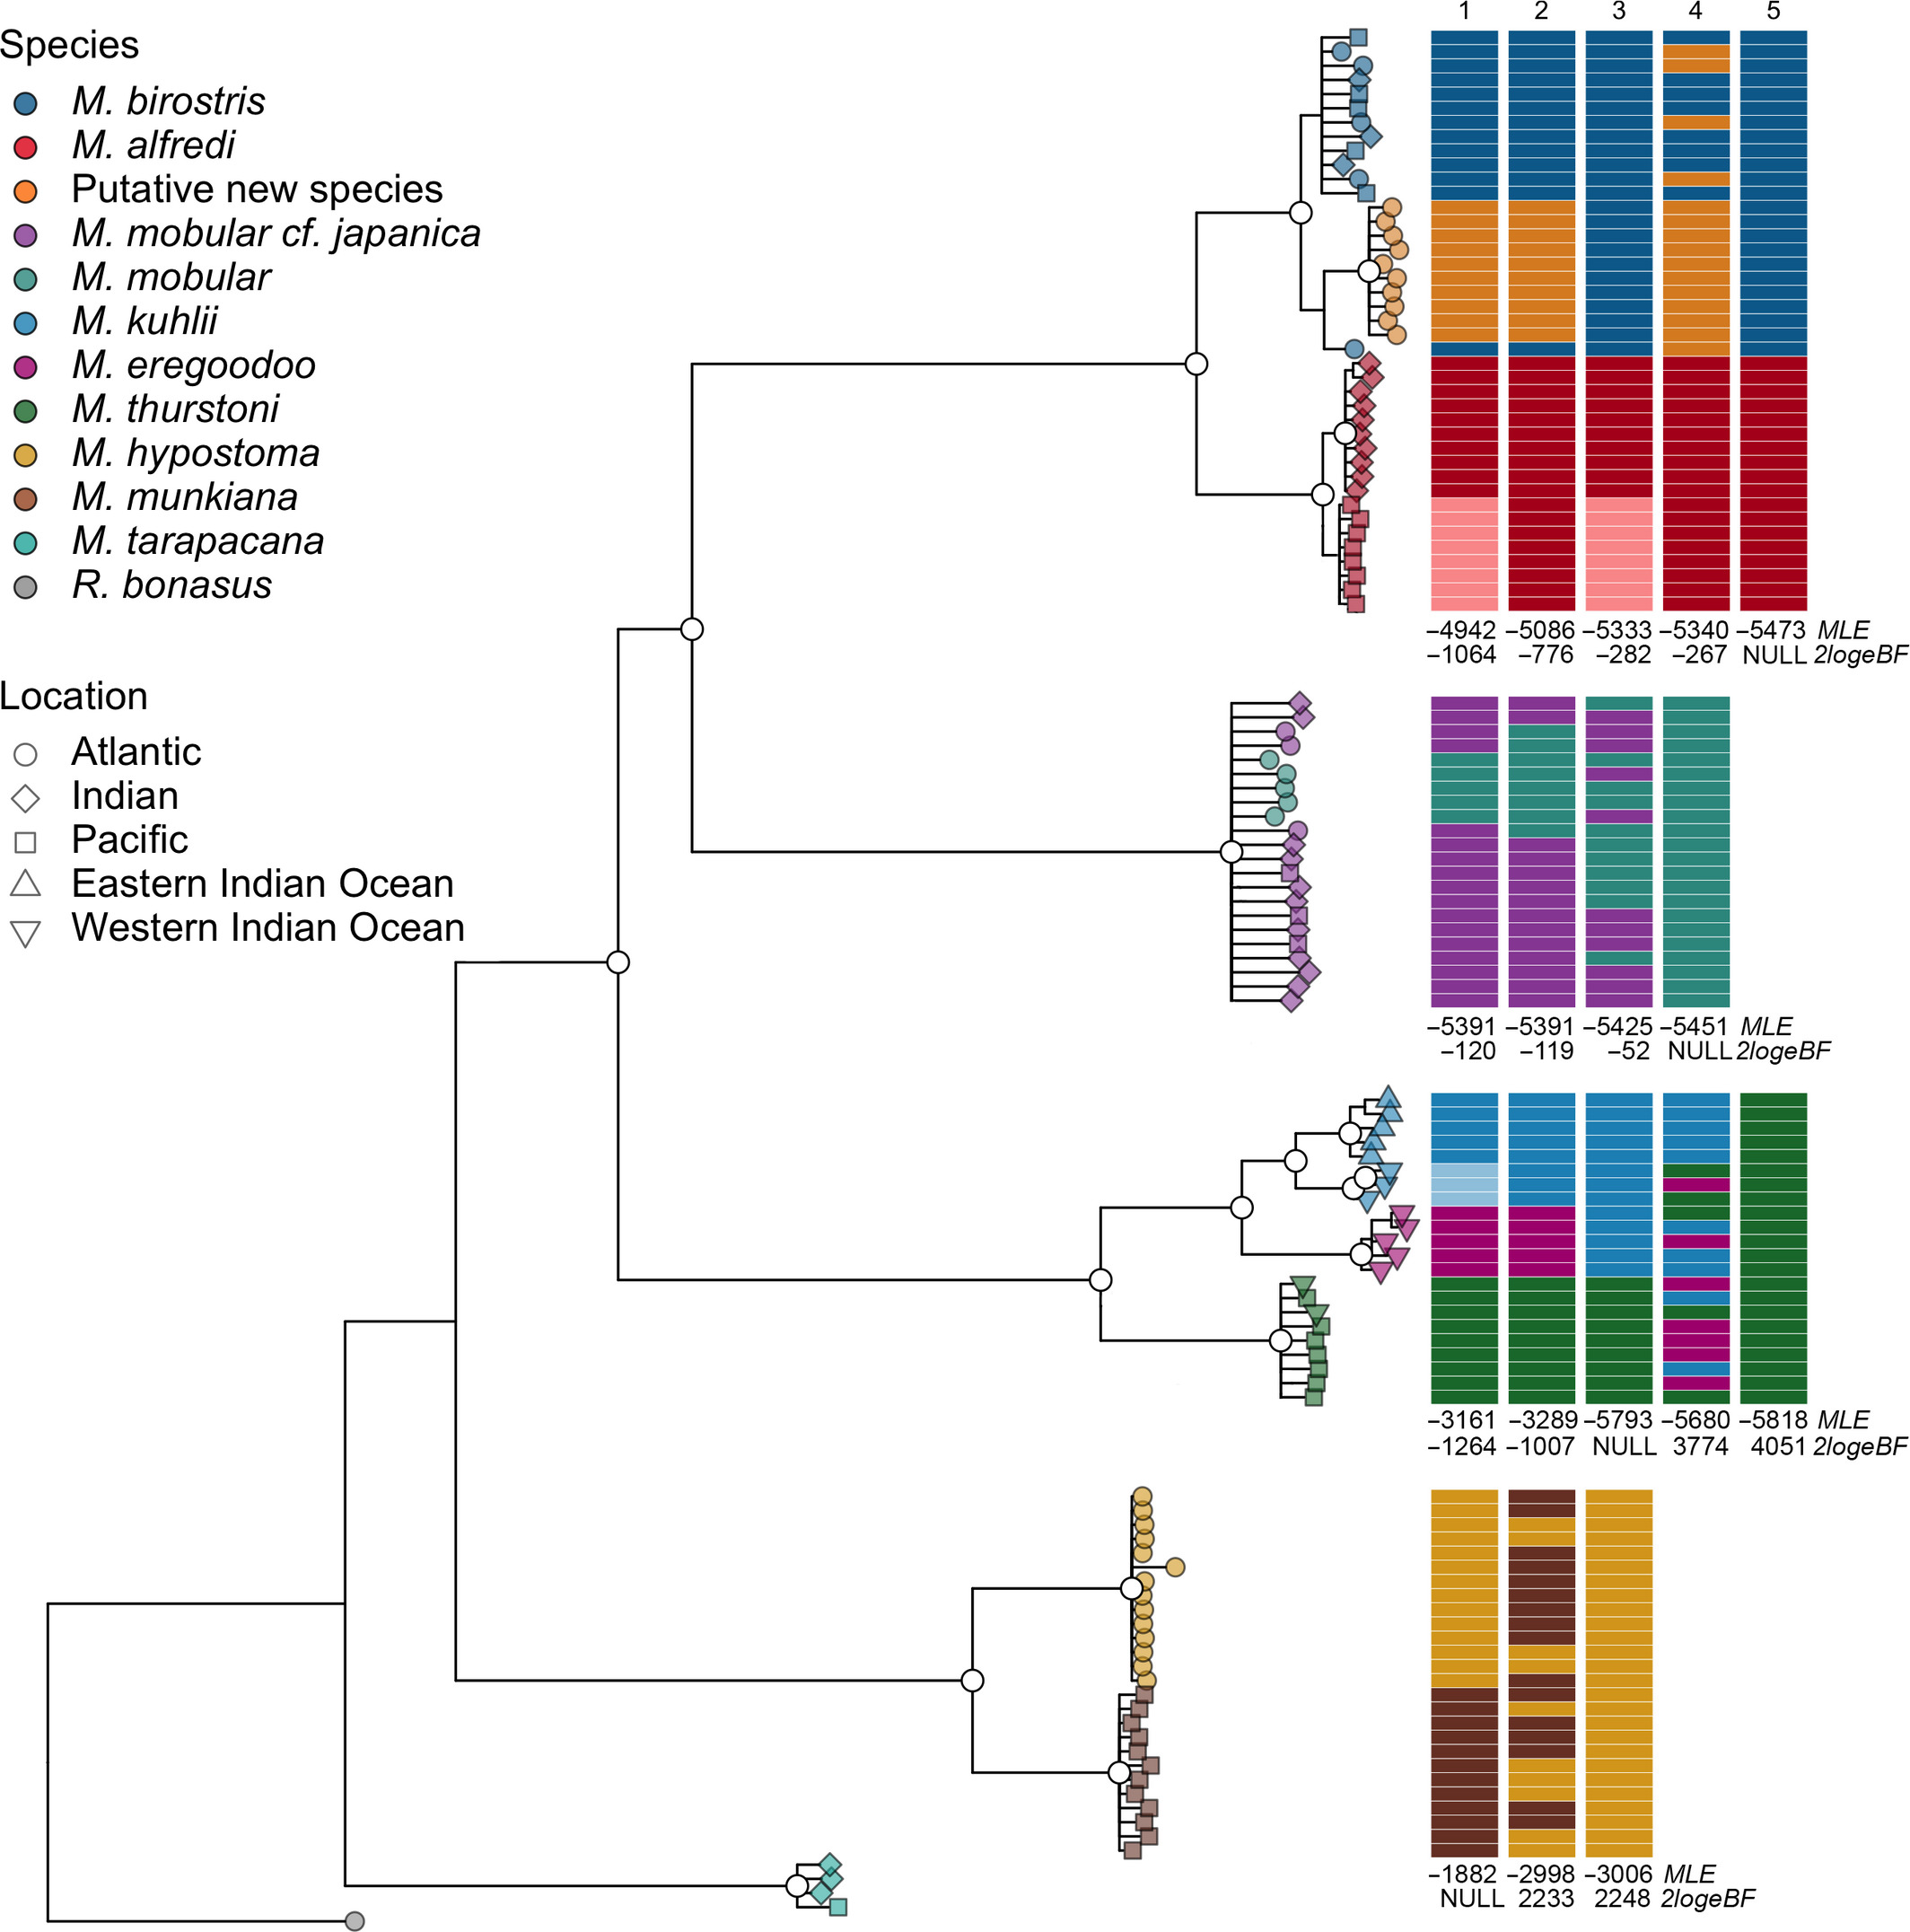 1 2 3 4 5
Species
M. birostris
M. alfredi
Putative new species
M. mobular cf. japanica
M. mobular
M. kuhlii
M. eregoodoo
M. thurstoni
M. hypostoma
M. munkiana
M. tarapacana
R. bonasus
–4942 –5086 –5333 –5340 –5473 MLE
–1064 –776 –282 –267 NULL 2logeBF
Location
Atlantic
Indian
Pacific
Eastern Indian Ocean
Western Indian Ocean
–5391 –5391 –5425 –5451 MLE
–120 –119 –52 NULL 2logeBF
–3161 –3289 –5793 –5680 –5818 MLE
–1264 –1007 NULL 3774 4051 2logeBF
–1882 –2998 –3006 MLE
NULL 2233 2248 2logeBF